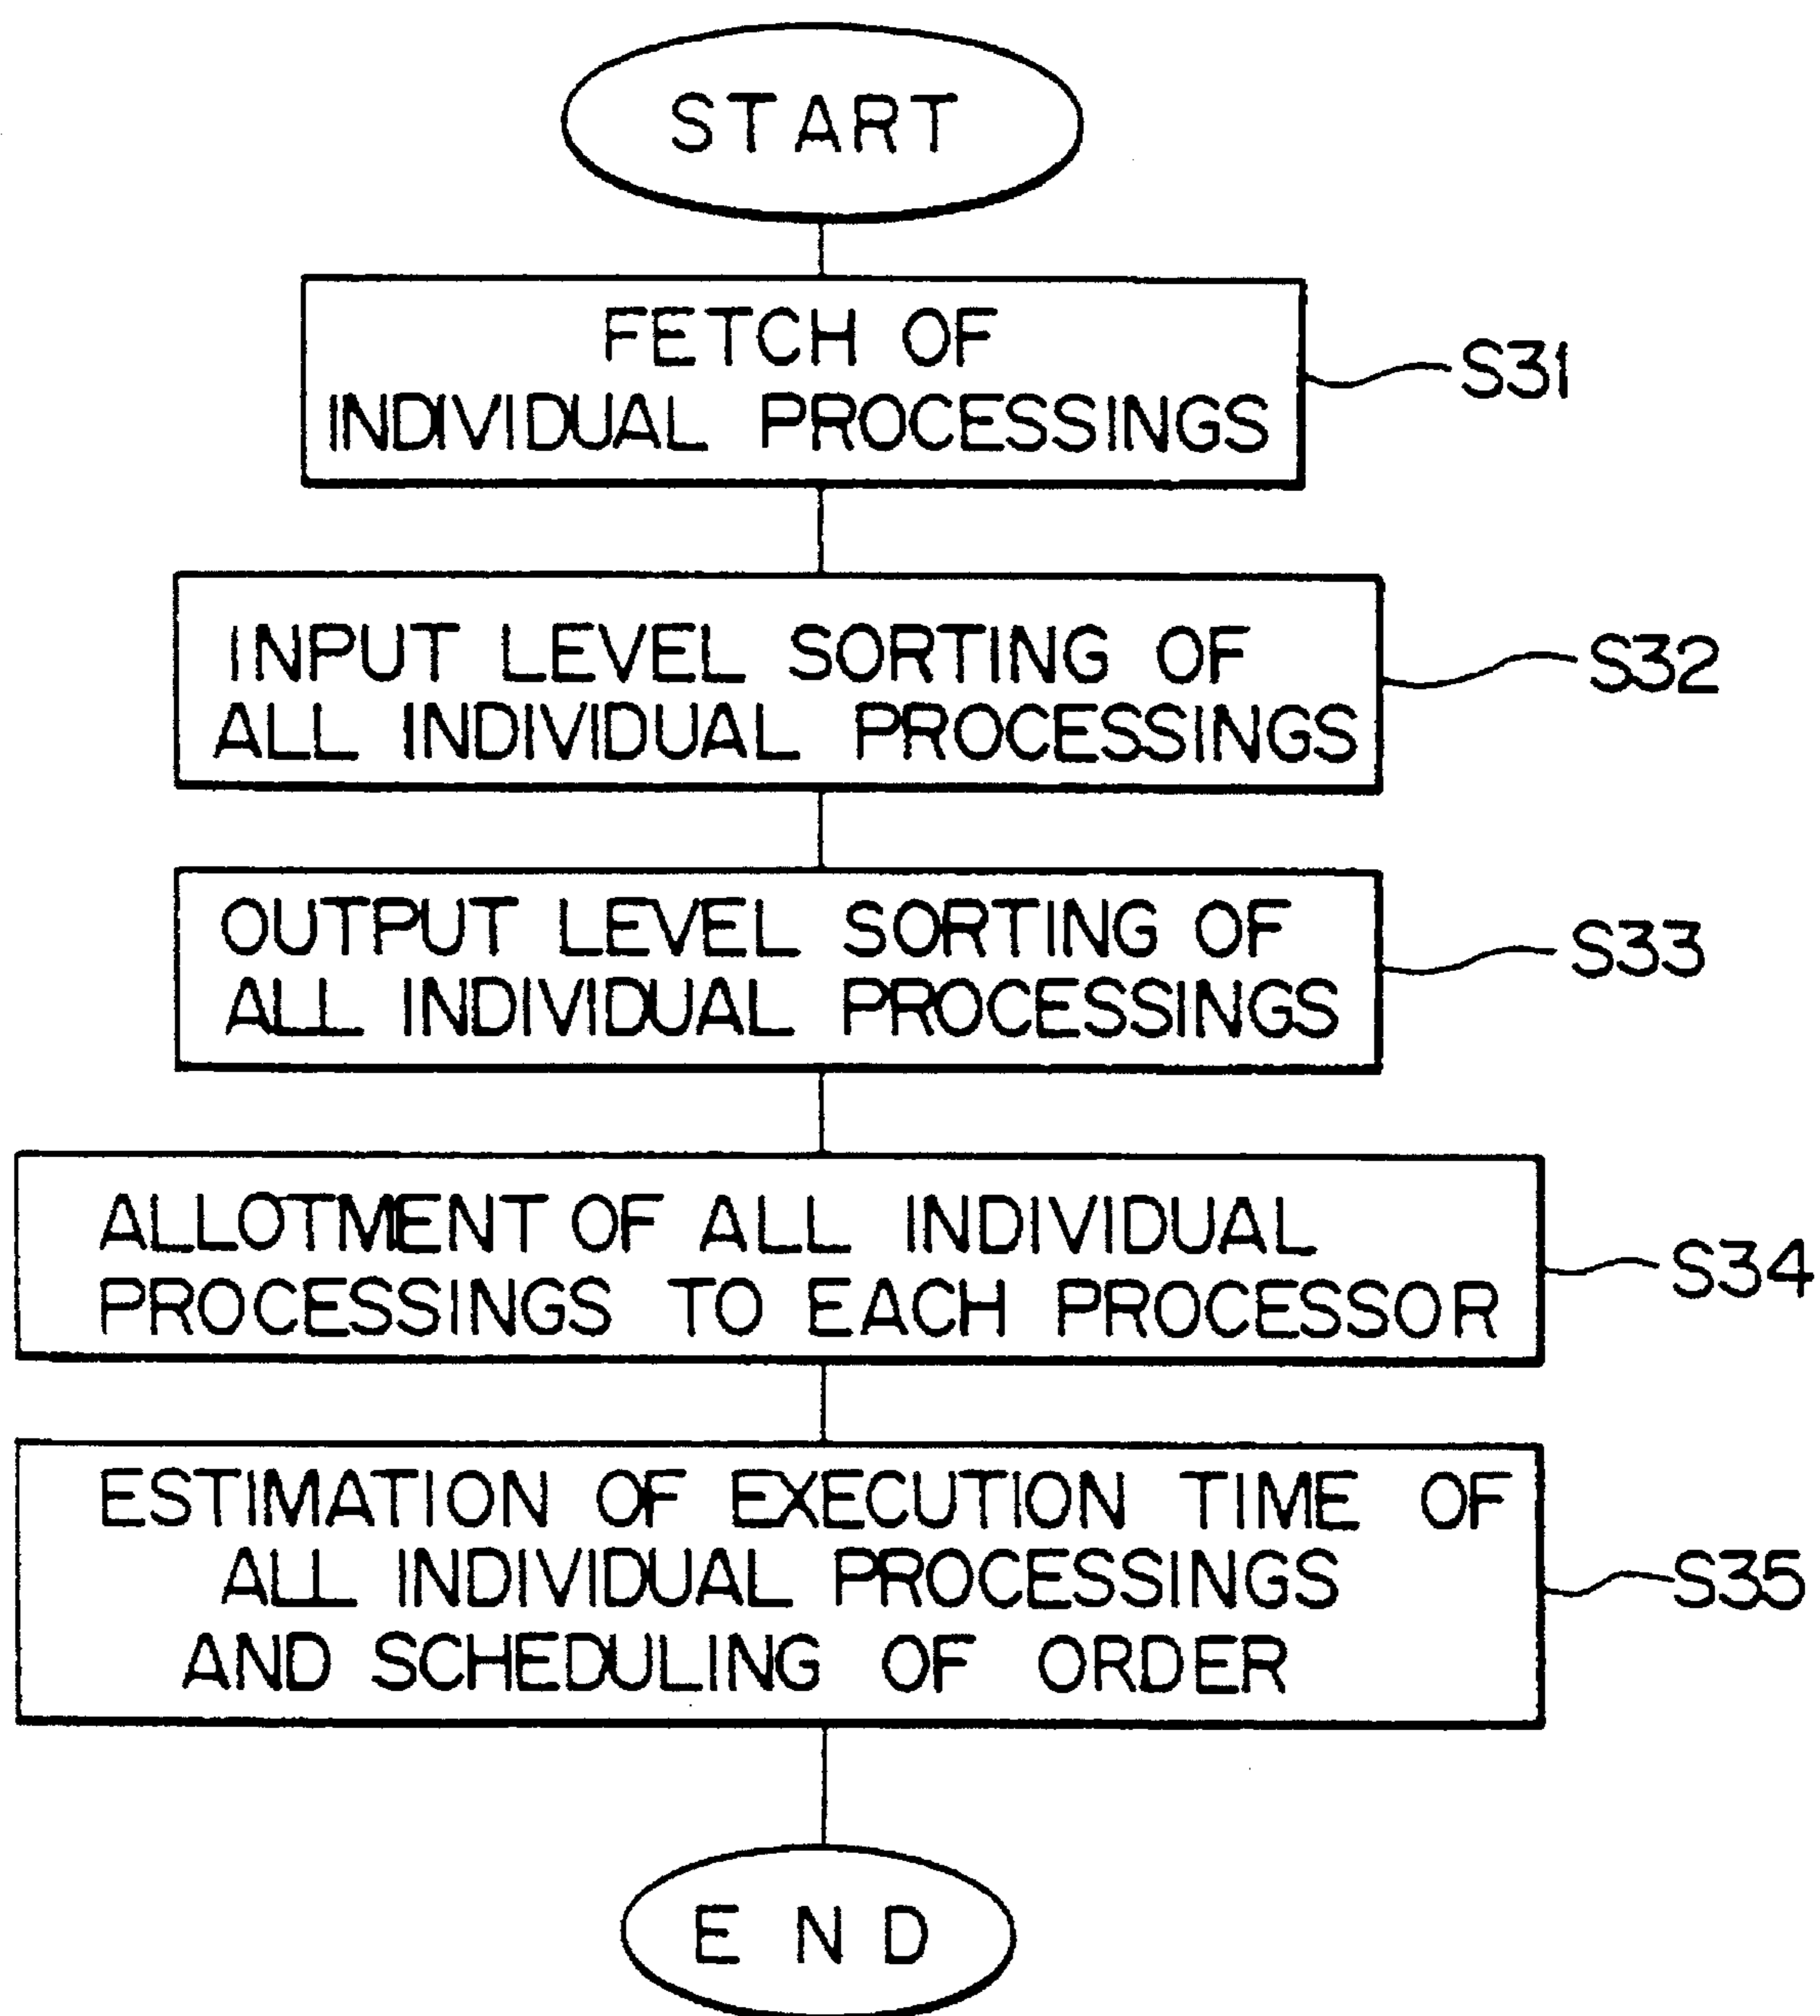 START
FETCH OF
INDIVIDUAL PROCESSINGS
S31
INPUT LEVEL SORTING OF
ALL INDIVIDUAL PROCESSINGS
S32
OUTPUT LEVEL SORTING OF
ALL INDIVIDUAL PROCESSINGS
S33
ALLOTMENT OF ALL INDIVIDUAL
PROCESSINGS TO EACH PROCESSOR
S34
ESTIMATION OF EXECUTION TIME OF
ALL INDIVIDUAL PROCESSINGS
AND SCHEDULING OF ORDER
S35
END